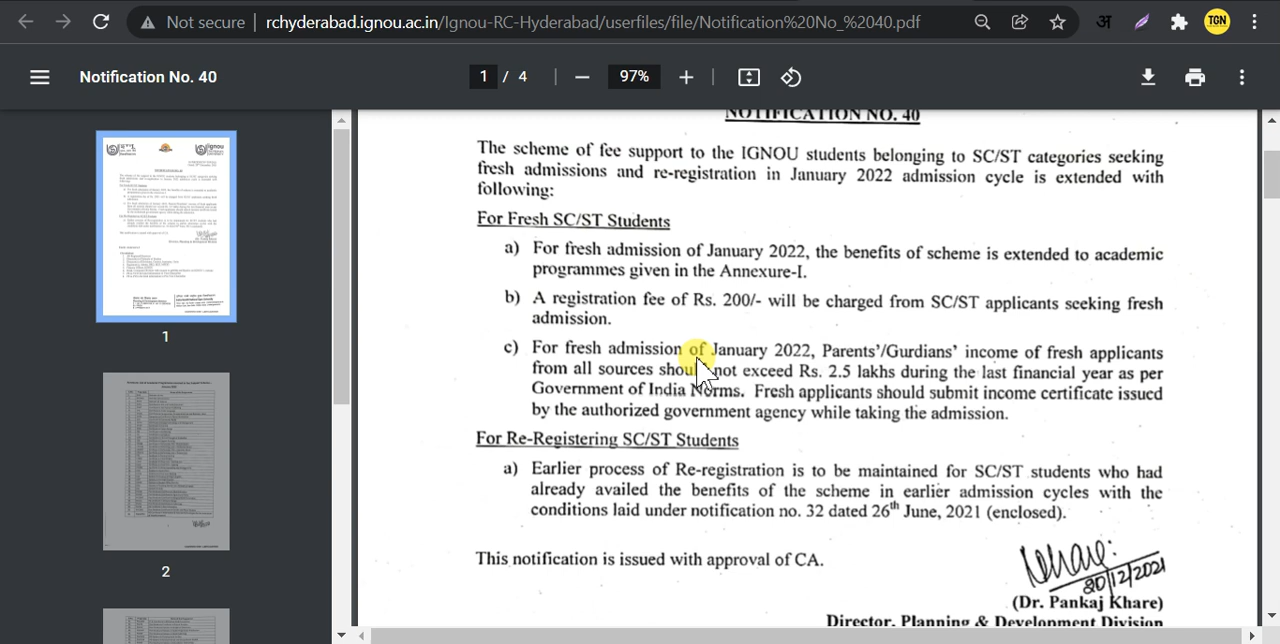 Not secure | rchyderabad.ignou.ac.in/Ignou-RC-Hyderabad/userfiles/file/Notification%20No_%2040.pdf
अ
TGN
Notification No. 40
1 / 4
97%
NOTIFICATION NO. 40
The scheme of fee support to the IGNOU students belonging to SC/ST categories seeking
fresh admissions and re-registration in January 2022 admission cycle is extended with
following:
For Fresh SC/ST Students
a) For fresh admission of January 2022, the benefits of scheme is extended to academic
programmes given in the Annexure-I.
b) A registration fee of Rs. 200/- will be charged from SC/ST applicants seeking fresh
admission.
c) For fresh admission of January 2022, Parents'/Gurdians' income of fresh applicants
from all sources should not exceed Rs. 2.5 lakhs during the last financial year as per
Government of India Norms. Fresh applicants should submit income certificate issued
by the authorized government agency while taking the admission.
For Re-Registering SC/ST Students
a) Earlier process of Re-registration is to be maintained for SC/ST students who had
already availed the benefits of the scheme in earlier admission cycles with the
conditions laid under notification no. 32 dated 26th June, 2021 (enclosed).
This notification is issued with approval of CA.
30/12/2021
(Dr. Pankaj Khare)
Director, Planning & Development Division
1
2